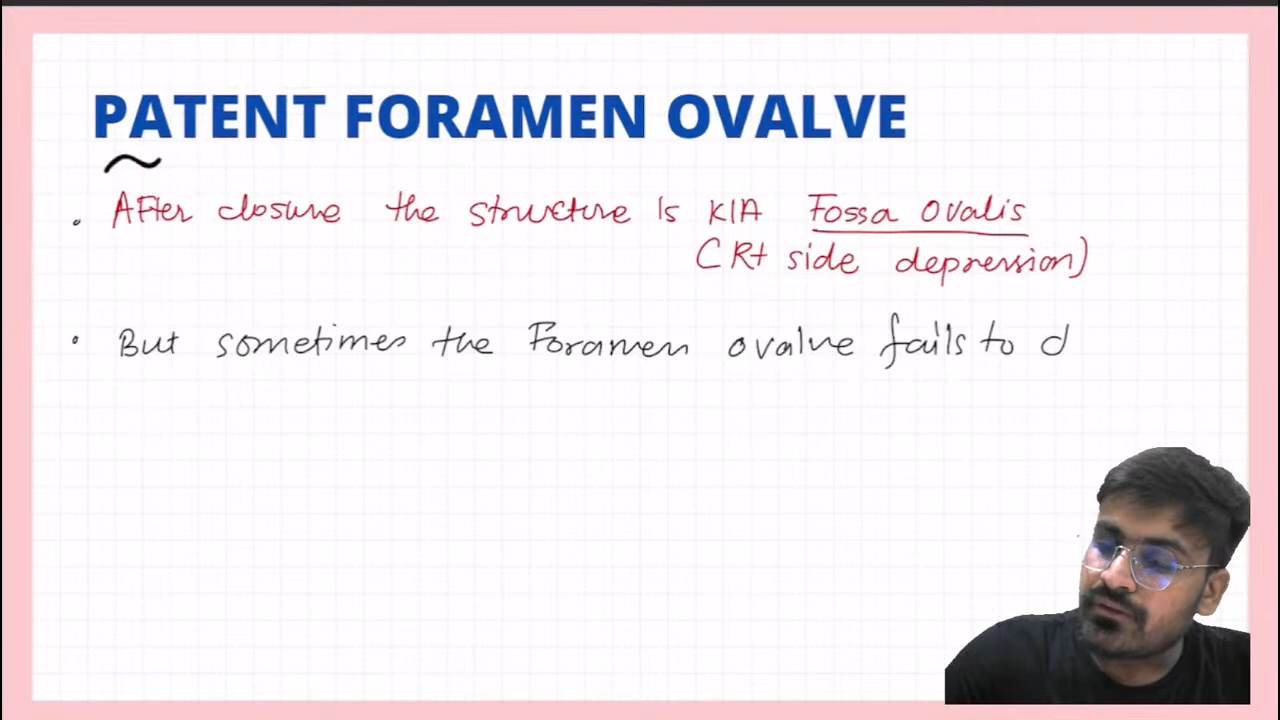 PATENT FORAMEN OVALVE
• After closure the structure is KIA Fossa Ovalis
(Rt side depression)
• But sometimes the Foramen ovalve fails to d